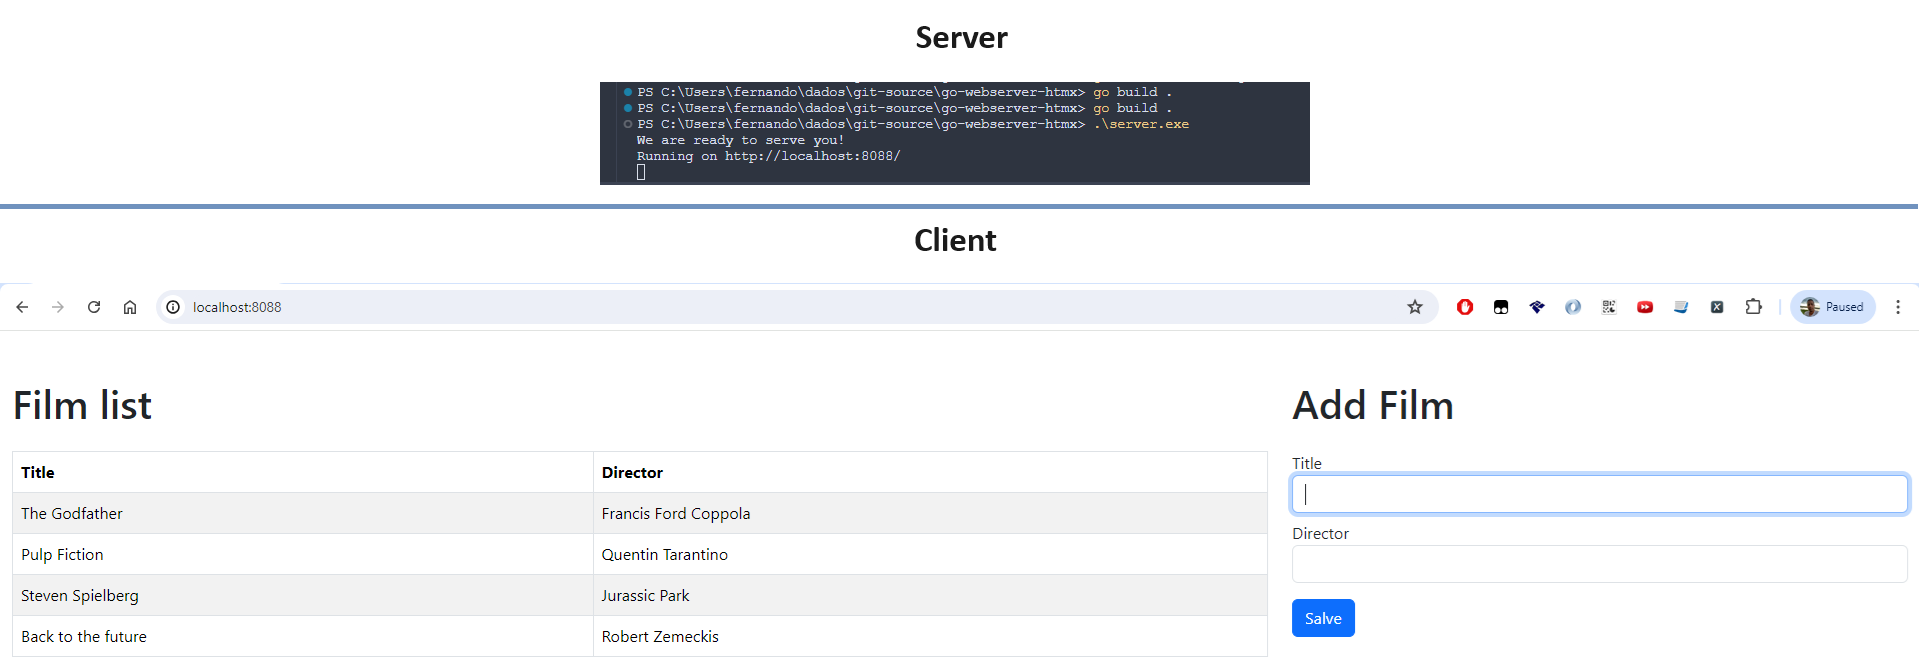 Server
PS C:\Users\fernando\dados\git-source\go-webserver-htmx> go build .
PS C:\Users\fernando\dados\git-source\go-webserver-htmx> go build .
PS C:\Users\fernando\dados\git-source\go-webserver-htmx> .\server.exe
We are ready to serve you!
Running on http://localhost:8088/
Client
localhost:8088
Paused
Film list
Title Director
The Godfather Francis Ford Coppola
Pulp Fiction Quentin Tarantino
Steven Spielberg Jurassic Park
Back to the future Robert Zemeckis
Add Film
Title
Director
Salve